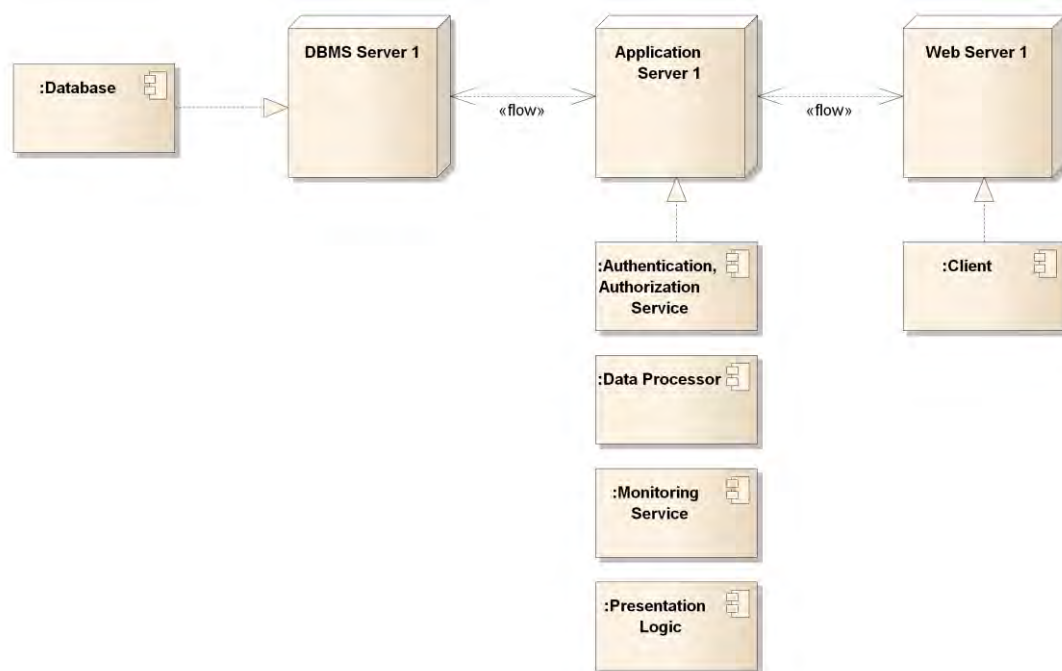 DBMS Server 1
Application
Server 1
Web Server 1
:Database
«flow»
«flow»
:Authentication,
Authorization
Service
:Client
:Data Processor
:Monitoring
Service
:Presentation
Logic